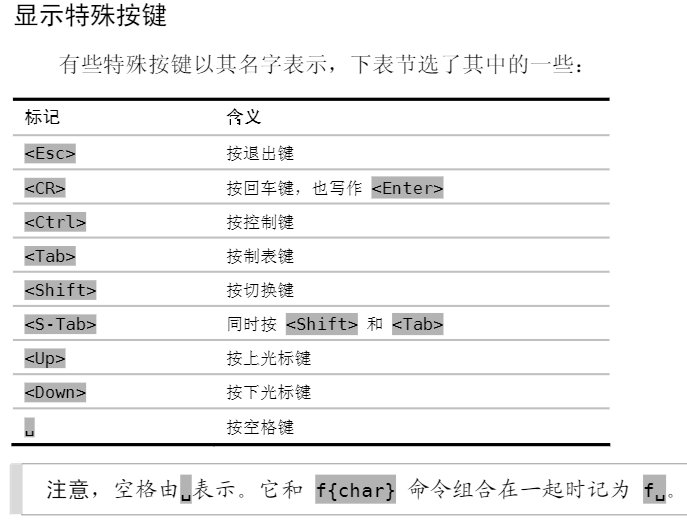 显示特殊按键
有些特殊按键以其名字表示，下表节选了其中的一些：
标记 含义
<Esc> 按退出键
<CR> 按回车键，也写作 <Enter>
<Ctrl> 按控制键
<Tab> 按制表键
<Shift> 按切换键
<S-Tab> 同时按 <Shift> 和 <Tab>
<Up> 按上光标键
<Down> 按下光标键
␣ 按空格键
注意，空格由␣表示。它和 f{char} 命令组合在一起时记为 f␣。